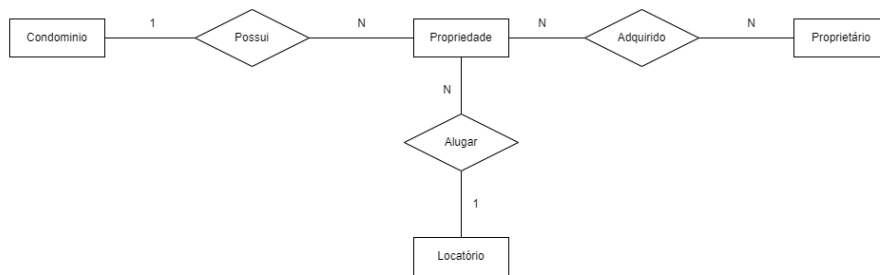 Condominio
1
Possui
N
Propriedade
N
Adquirido
N
Proprietário
N
Alugar
1
Locatório